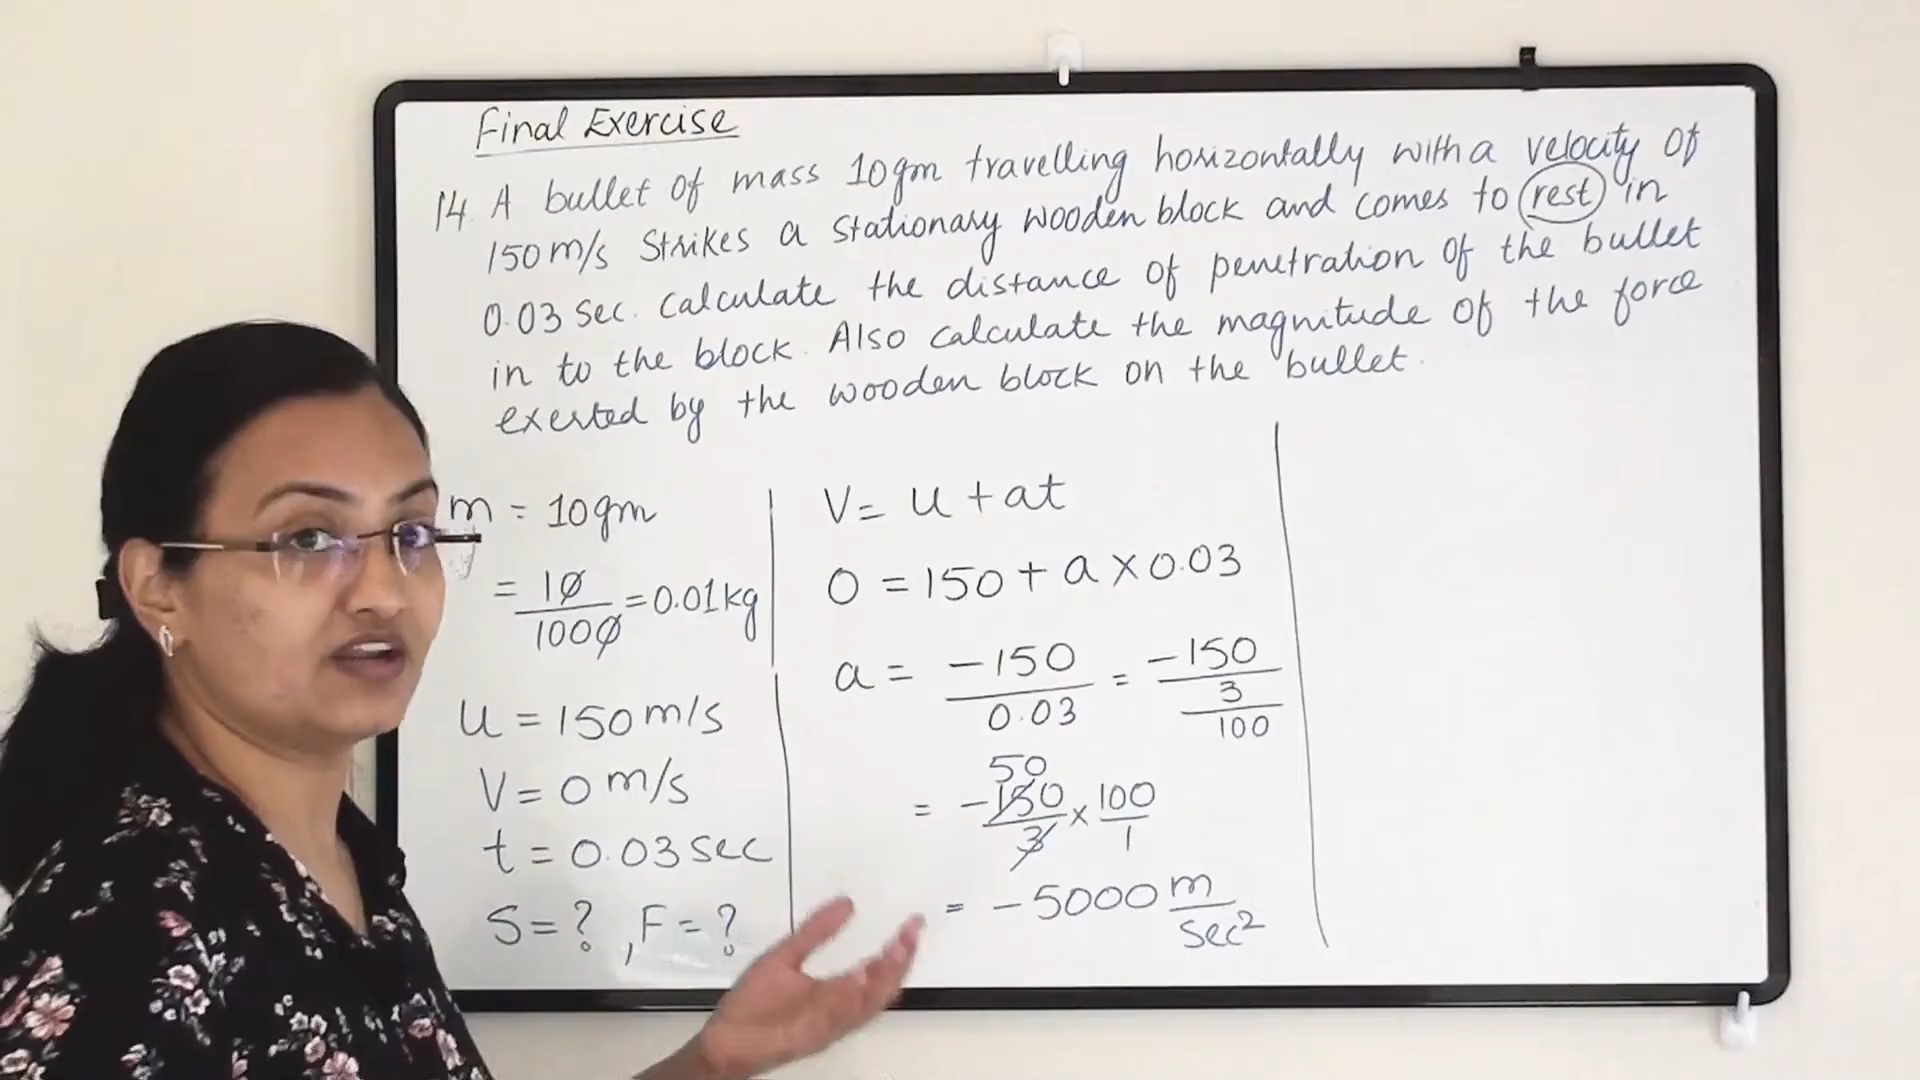 Final Exercise
14. A bullet of mass 10gm travelling horizontally with a velocity of
150 m/s Strikes a stationary wooden block and comes to rest in
0.03 sec. Calculate the distance of penetration of the bullet
in to the block. Also calculate the magnitude of the force
exerted by the wooden block on the bullet.
m = 10gm
= 10/1000 = 0.01kg
u = 150m/s
V = 0 m/s
t = 0.03 sec
S = ? , F = ?
V = u + at
0 = 150 + a × 0.03
a = -150/0.03 = -150/(3/100)
50
= -150/3 × 100/1
= -5000 m/sec²